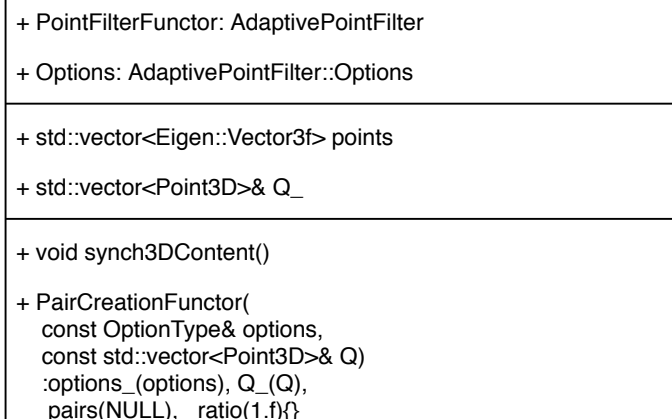 + PointFilterFunctor: AdaptivePointFilter
+ Options: AdaptivePointFilter::Options
+ std::vector<Eigen::Vector3f> points
+ std::vector<Point3D>& Q_
+ void synch3DContent()
+ PairCreationFunctor(
const OptionType& options,
const std::vector<Point3D>& Q)
:options_(options), Q_(Q),
pairs(NULL), _ratio(1.f){}